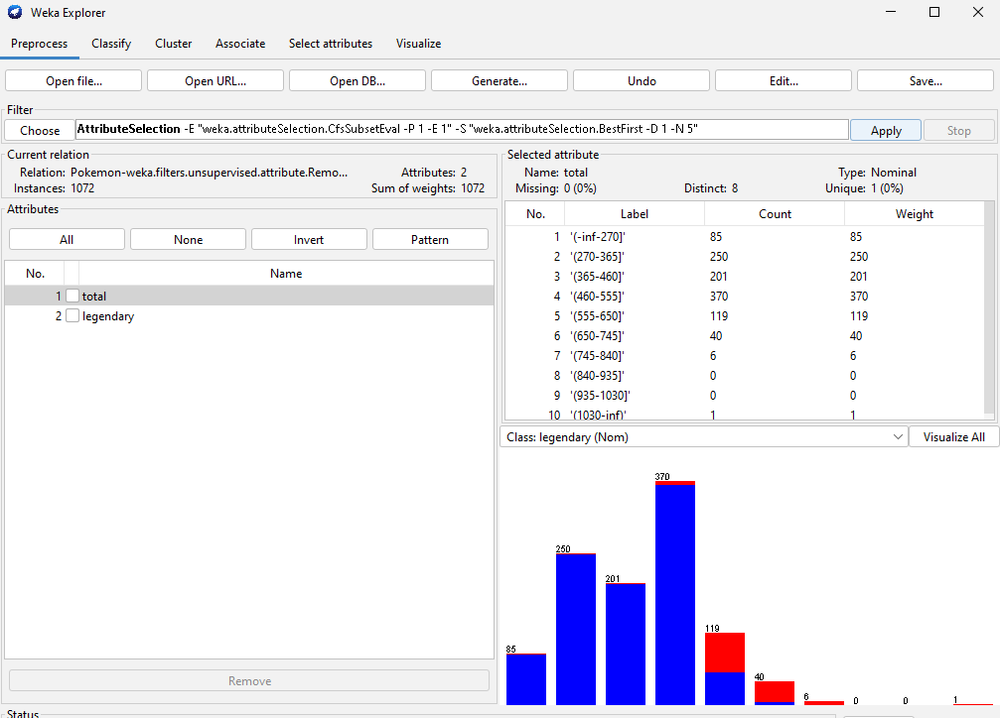 Weka Explorer
Preprocess Classify Cluster Associate Select attributes Visualize
Open file... Open URL... Open DB... Generate... Undo Edit... Save...
Filter
Choose AttributeSelection -E "weka.attributeSelection.CfsSubsetEval -P 1 -E 1" -S "weka.attributeSelection.BestFirst -D 1 -N 5" Apply Stop
Current relation
Relation: Pokemon-weka.filters.unsupervised.attribute.Remo... Attributes: 2
Instances: 1072 Sum of weights: 1072
Attributes
All None Invert Pattern
No. Name
1 total
2 legendary
Remove
Status
Selected attribute
Name: total Type: Nominal
Missing: 0 (0%) Distinct: 8 Unique: 1 (0%)
No. Label Count Weight
1 '(-inf-270]' 85 85
2 '(270-365]' 250 250
3 '(365-460]' 201 201
4 '(460-555]' 370 370
5 '(555-650]' 119 119
6 '(650-745]' 40 40
7 '(745-840]' 6 6
8 '(840-935]' 0 0
9 '(935-1030]' 0 0
10 '(1030-inf)' 1 1
Class: legendary (Nom) Visualize All
85 250 201 370 119 40 6 0 0 1